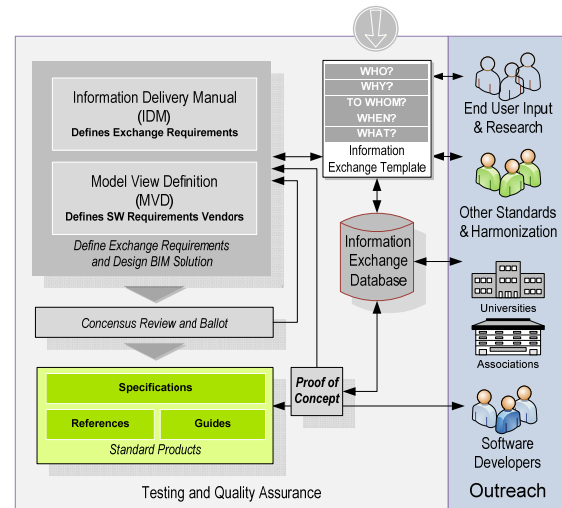 Information Delivery Manual
(IDM)
Defines Exchange Requirements
Model View Definition
(MVD)
Defines SW Requirements Vendors
Define Exchange Requirements
and Design BIM Solution
Concensus Review and Ballot
Specifications
References
Guides
Standard Products
WHO?
WHY?
TO WHOM?
WHEN?
WHAT?
Information
Exchange Template
Information
Exchange
Database
Proof of
Concept
Testing and Quality Assurance
End User Input
& Research
Other Standards
& Harmonization
Universities
Associations
Software
Developers
Outreach